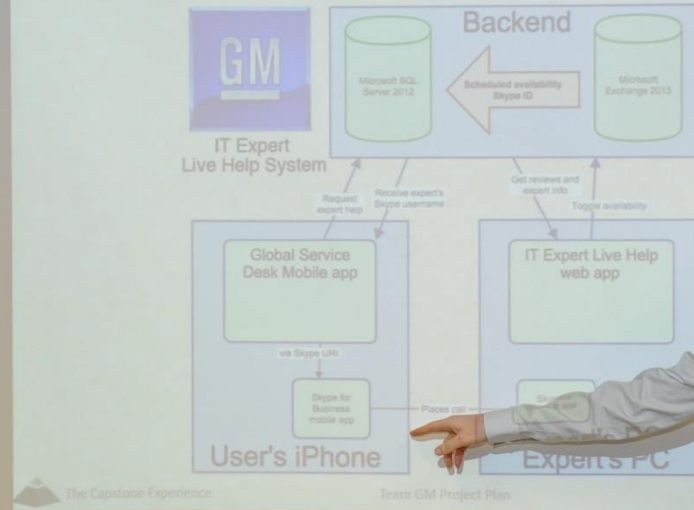 GM
IT Expert
Live Help System
Backend
Microsoft SQL
Server 2012
Scheduled availability
Skype ID
Microsoft
Exchange 2013
Request
expert help
Receive expert's
Skype username
Get reviews and
expert info
Toggle availability
Global Service
Desk Mobile app
IT Expert Live Help
web app
via Skype URI
Skype for
Business
mobile app
Places call
User's iPhone
Expert's PC
The Capstone Experience
Team GM Project Plan